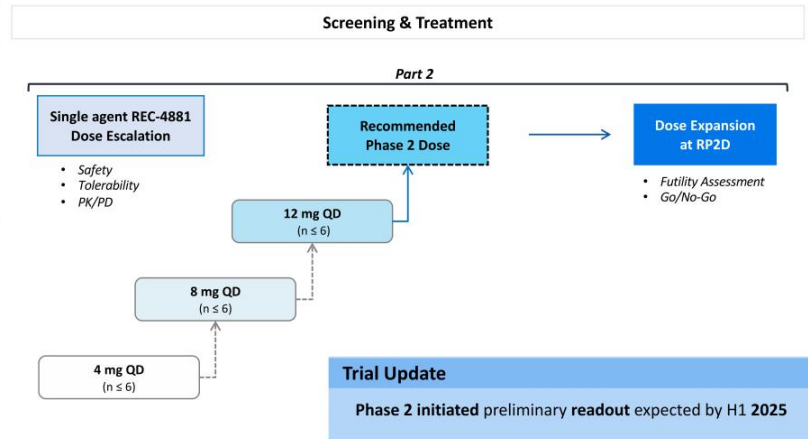 Screening & Treatment
Part 2
Single agent REC-4881
Dose Escalation
• Safety
• Tolerability
• PK/PD
Recommended
Phase 2 Dose
Dose Expansion
at RP2D
• Futility Assessment
• Go/No-Go
12 mg QD
(n ≤ 6)
8 mg QD
(n ≤ 6)
4 mg QD
(n ≤ 6)
Trial Update
Phase 2 initiated preliminary readout expected by H1 2025